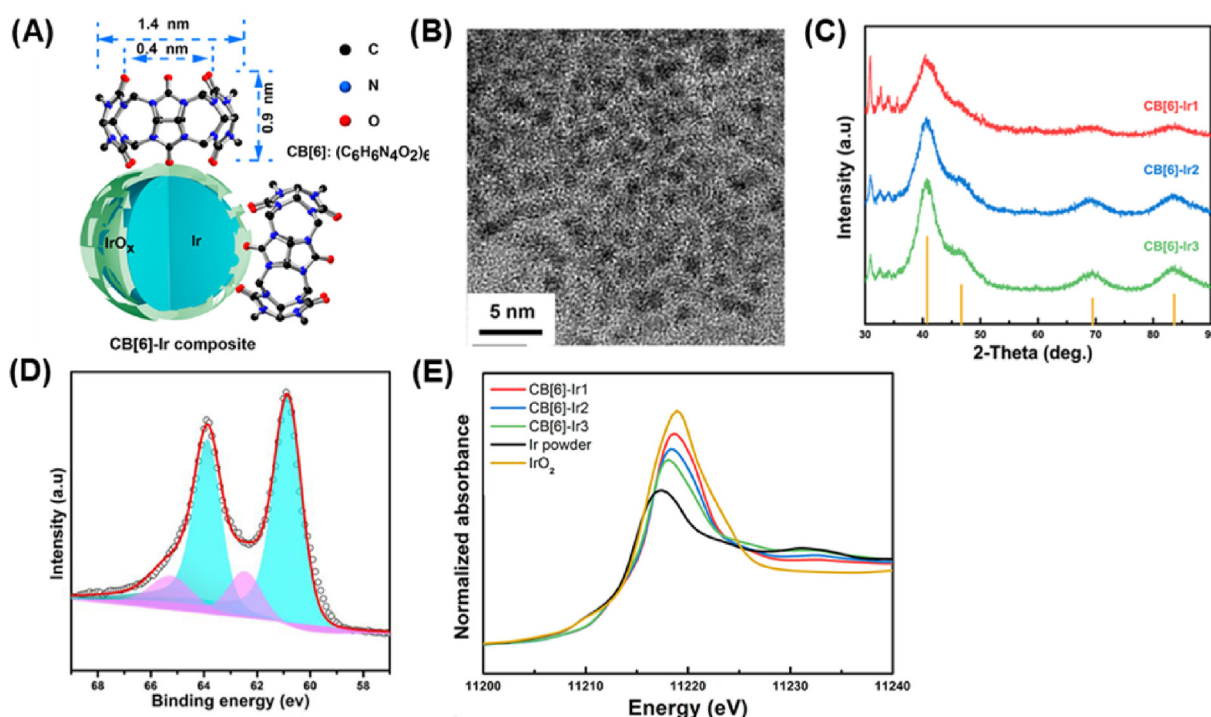 (A)
1.4 nm
0.4 nm
0.9 nm
C
N
O
CB[6]: (C₆H₆N₄O₂)₆
IrOₓ
Ir
CB[6]-Ir composite
(B)
5 nm
(C)
Intensity (a.u)
CB[6]-Ir1
CB[6]-Ir2
CB[6]-Ir3
30 40 50 60 70 80 90
2-Theta (deg.)
(D)
Intensity (a.u)
68 66 64 62 60 58
Binding energy (ev)
(E)
Normalized absorbance
CB[6]-Ir1
CB[6]-Ir2
CB[6]-Ir3
Ir powder
IrO₂
11200 11210 11220 11230 11240
Energy (eV)